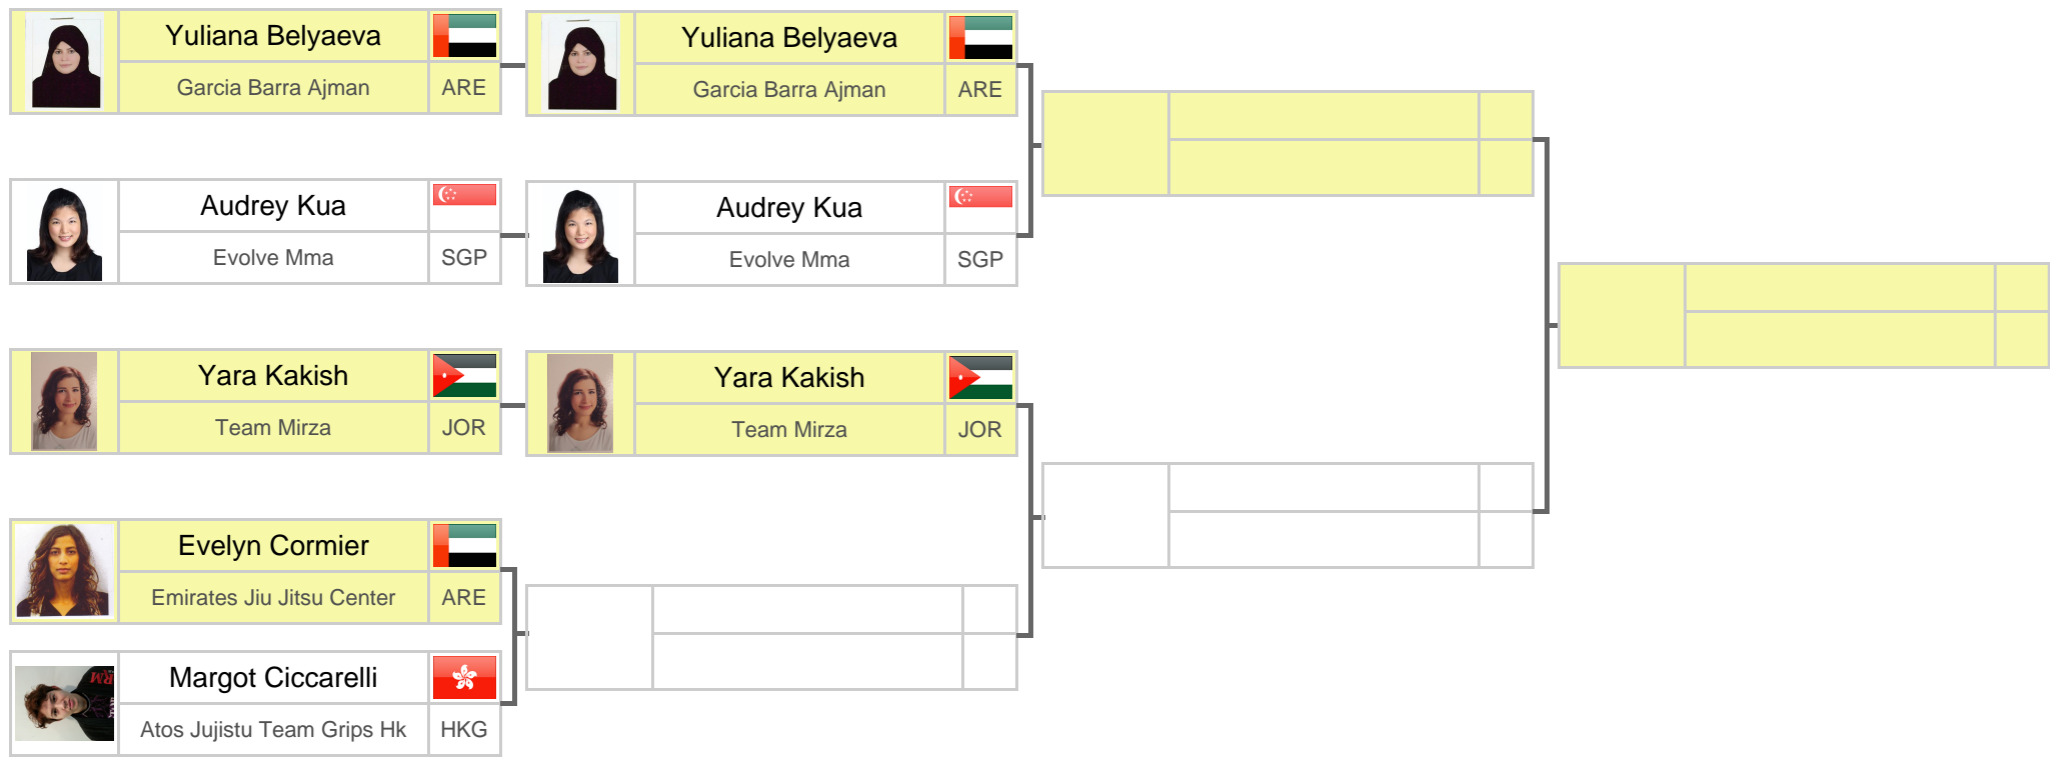 Yuliana Belyaeva
Garcia Barra Ajman ARE
Yuliana Belyaeva
Garcia Barra Ajman ARE
Audrey Kua
Evolve Mma SGP
Audrey Kua
Evolve Mma SGP
Yara Kakish
Team Mirza JOR
Yara Kakish
Team Mirza JOR
Evelyn Cormier
Emirates Jiu Jitsu Center ARE
Margot Ciccarelli
Atos Jujistu Team Grips Hk HKG